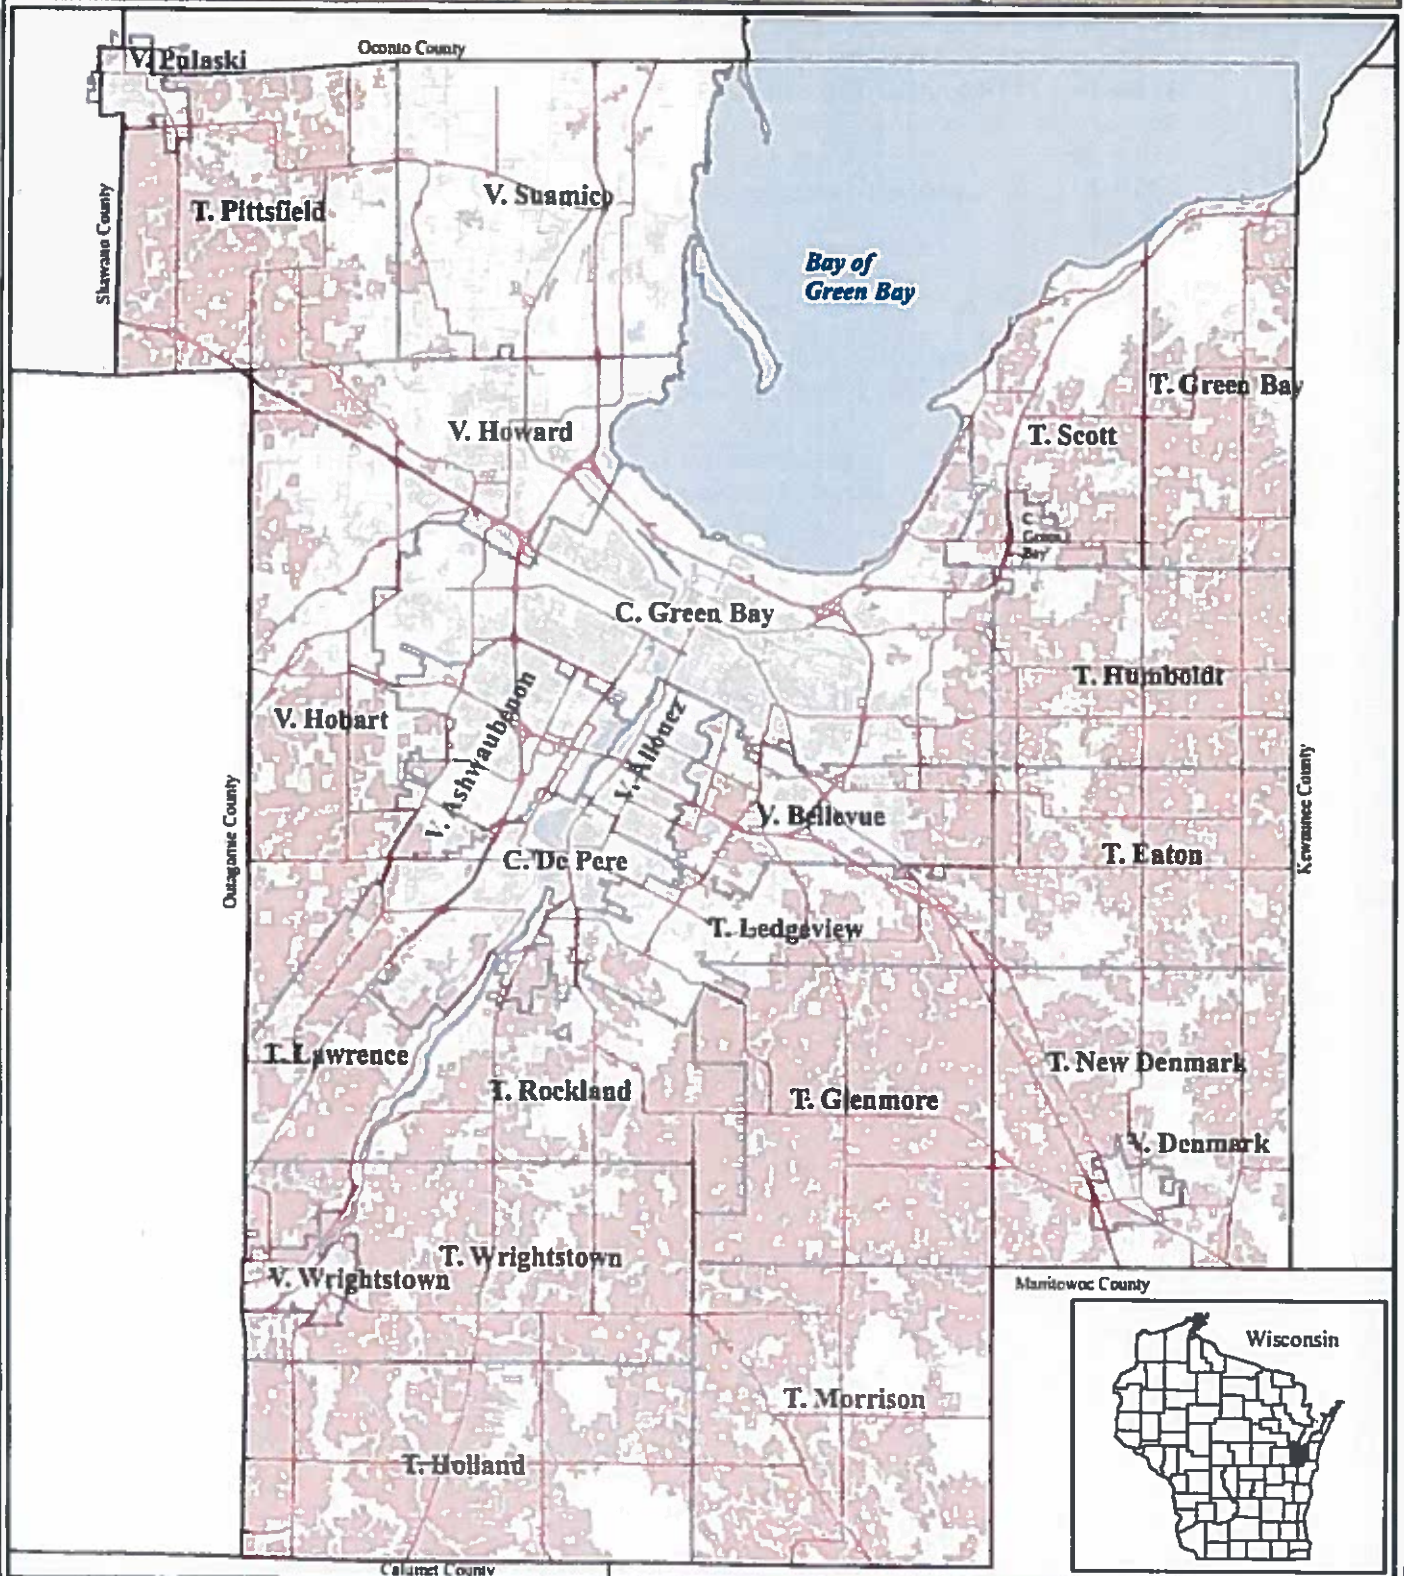 Oconto County
V. Pulaski
V. Suamico
T. Pittsfield
Shawano County
Bay of
Green Bay
T. Green Bay
V. Howard
T. Scott
C.
Green
Bay
C. Green Bay
T. Humboldt
V. Hobart
V. Ashwaubenon
V. Allouez
V. Bellevue
Outagamie County
Kewaunee County
C. De Pere
T. Eaton
T. Ledgeview
T. Lawrence
T. New Denmark
T. Rockland
T. Glenmore
V. Denmark
T. Wrightstown
V. Wrightstown
Manitowoc County
Wisconsin
T. Morrison
T. Holland
Calumet County